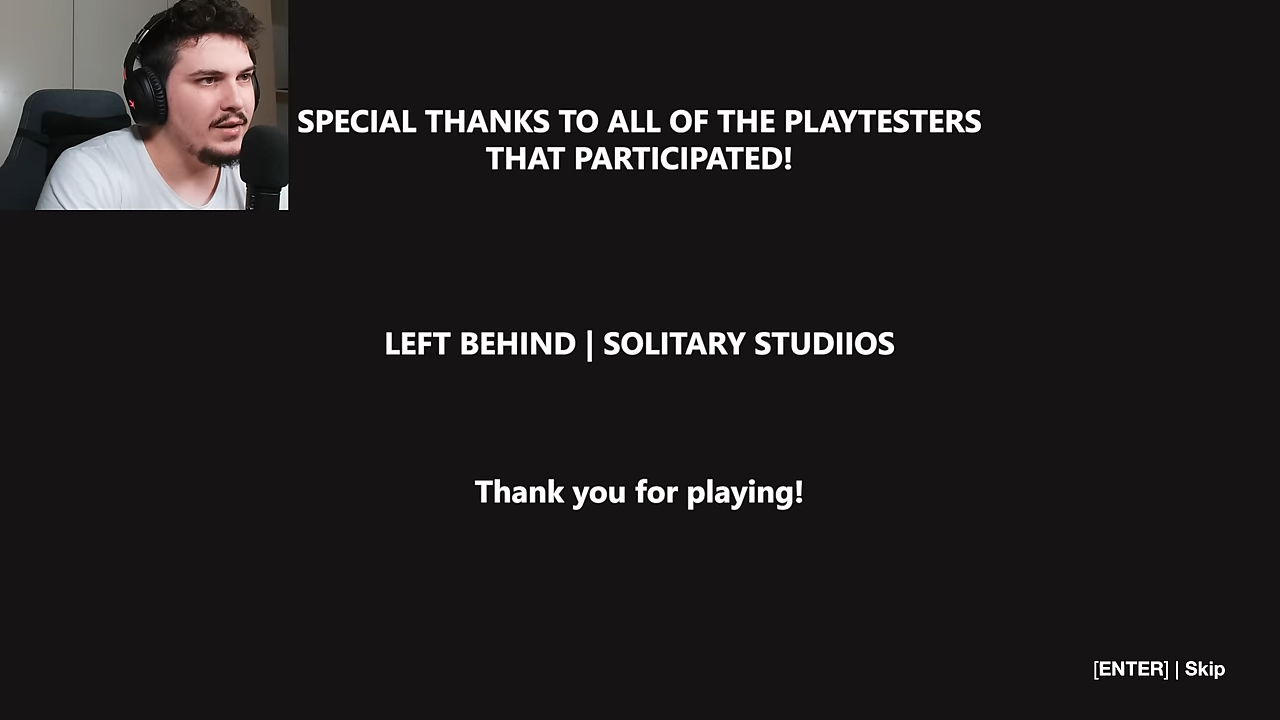 SPECIAL THANKS TO ALL OF THE PLAYTESTERS
THAT PARTICIPATED!
LEFT BEHIND | SOLITARY STUDIIOS
Thank you for playing!
[ENTER] | Skip